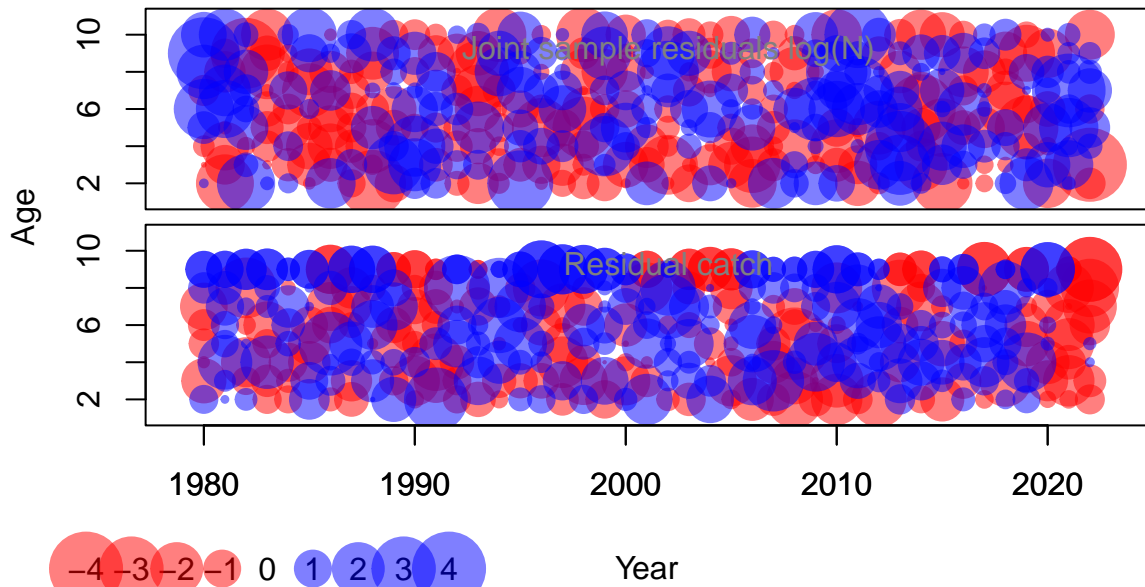 Joint sample residuals log(N)
10
6
2
Age
Residual catch
10
6
2
1980 1990 2000 2010 2020
−4 −3 −2 −1 0 1 2 3 4 Year